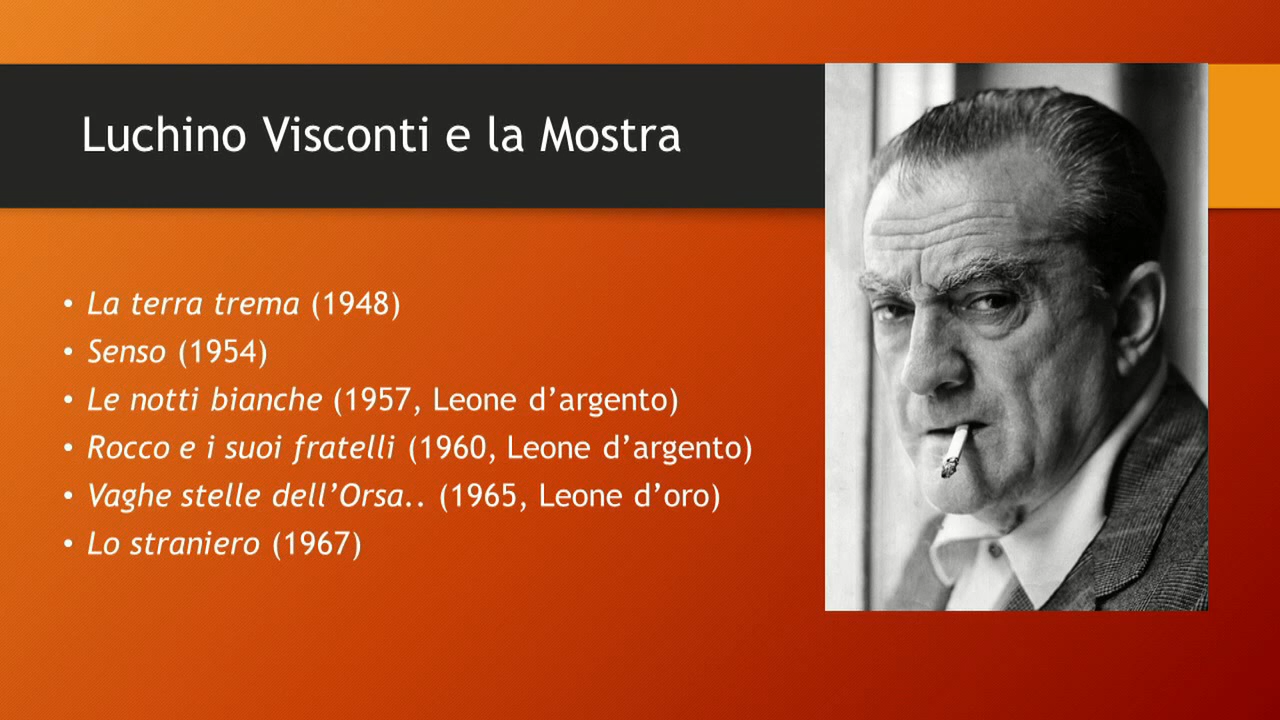 Luchino Visconti e la Mostra
• La terra trema (1948)
• Senso (1954)
• Le notti bianche (1957, Leone d’argento)
• Rocco e i suoi fratelli (1960, Leone d’argento)
• Vaghe stelle dell’Orsa.. (1965, Leone d’oro)
• Lo straniero (1967)